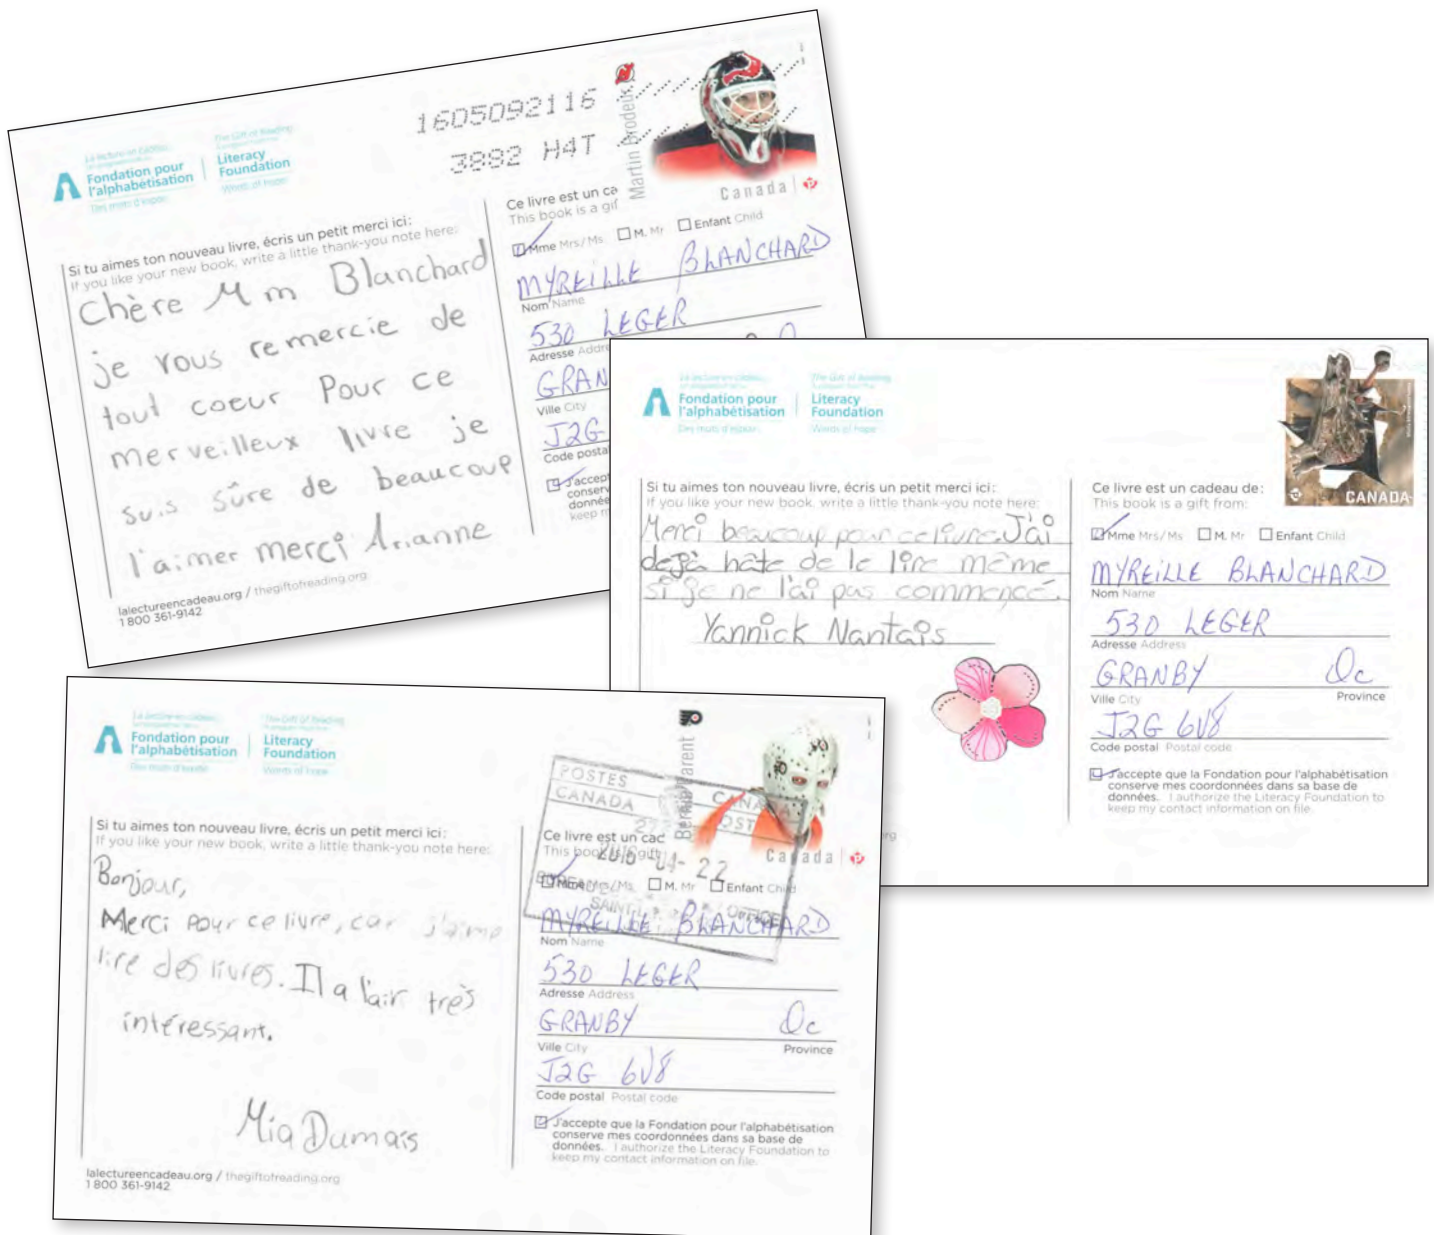 La lecture en cadeau
Fondation pour
l'alphabétisation
Des mots d'espoir
The Gift of Reading
Literacy
Foundation
Words of hope
1605092116
3882 H4T
Martin Brodeur
Canada P
Si tu aimes ton nouveau livre, écris un petit merci ici:
If you like your new book, write a little thank-you note here:
Chère Mm Blanchard
je vous remercie de
tout coeur Pour ce
merveilleux livre je
suis sûre de beaucoup
l'aimer merci Arianne
lalectureencadeau.org / thegiftofreading.org
1 800 361-9142
Ce livre est un ca
This book is a gif
Mme Mrs/Ms M. Mr Enfant Child
MYREILLE BLANCHARD
Nom Name
530 LEGER
Adresse Addre
GRAN
Ville City
J2G
Code posta
J'accept
conserv
donnée
keep m
La lecture en cadeau
Fondation pour
l'alphabétisation
Des mots d'espoir
The Gift of Reading
Literacy
Foundation
Words of hope
CANADA
P
Si tu aimes ton nouveau livre, écris un petit merci ici:
If you like your new book, write a little thank-you note here:
Merci beaucoup pour ce livre. J'ai
dejà hâte de le lire même
si je ne l'ai pas commencé.
Yannick Nantais
rg
Ce livre est un cadeau de:
This book is a gift from:
Mme Mrs/Ms M. Mr Enfant Child
MYREILLE BLANCHARD
Nom Name
530 LEGER
Adresse Address
GRANBY Qc
Ville City Province
J2G 6V8
Code postal Postal code
J'accepte que la Fondation pour l'alphabétisation
conserve mes coordonnées dans sa base de
données. I authorize the Literacy Foundation to
keep my contact information on file.
La lecture en cadeau
Fondation pour
l'alphabétisation
Des mots d'espoir
The Gift of Reading
Literacy
Foundation
Words of hope
Bernie Parent
Canada P
POSTES CANADA
CANADA POST
22
Si tu aimes ton nouveau livre, écris un petit merci ici:
If you like your new book, write a little thank-you note here:
Bonjour,
Merci Pour ce livre, car j'aime
lire des livres. Il a l'air très
intéressant.
Mia Dumais
lalectureencadeau.org / thegiftofreading.org
1 800 361-9142
Ce livre est un cad
This book is a gift
Mme Mrs/Ms M. Mr Enfant Child
MYREILLE BLANCHARD
Nom Name
530 LEGER
Adresse Address
GRANBY Qc
Ville City Province
J2G 6V8
Code postal Postal code
J'accepte que la Fondation pour l'alphabétisation
conserve mes coordonnées dans sa base de
données. I authorize the Literacy Foundation to
keep my contact information on file.